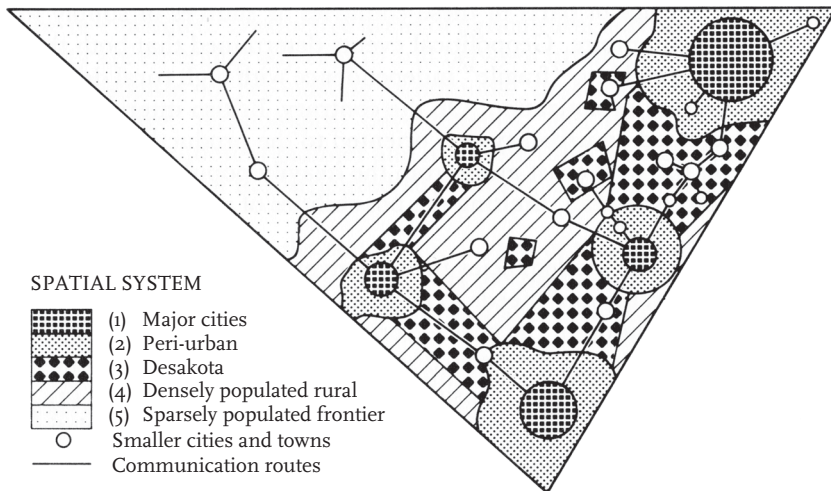 SPATIAL SYSTEM
(1) Major cities
(2) Peri-urban
(3) Desakota
(4) Densely populated rural
(5) Sparsely populated frontier
Smaller cities and towns
Communication routes